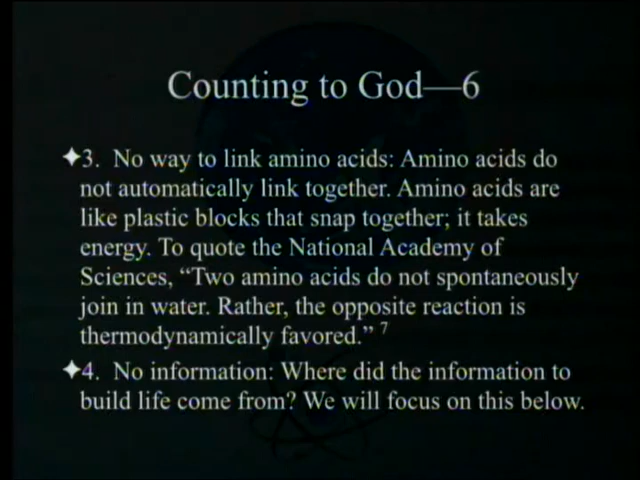 Counting to God—6
✦3. No way to link amino acids: Amino acids do
not automatically link together. Amino acids are
like plastic blocks that snap together; it takes
energy. To quote the National Academy of
Sciences, “Two amino acids do not spontaneously
join in water. Rather, the opposite reaction is
thermodynamically favored.” 7
✦4. No information: Where did the information to
build life come from? We will focus on this below.